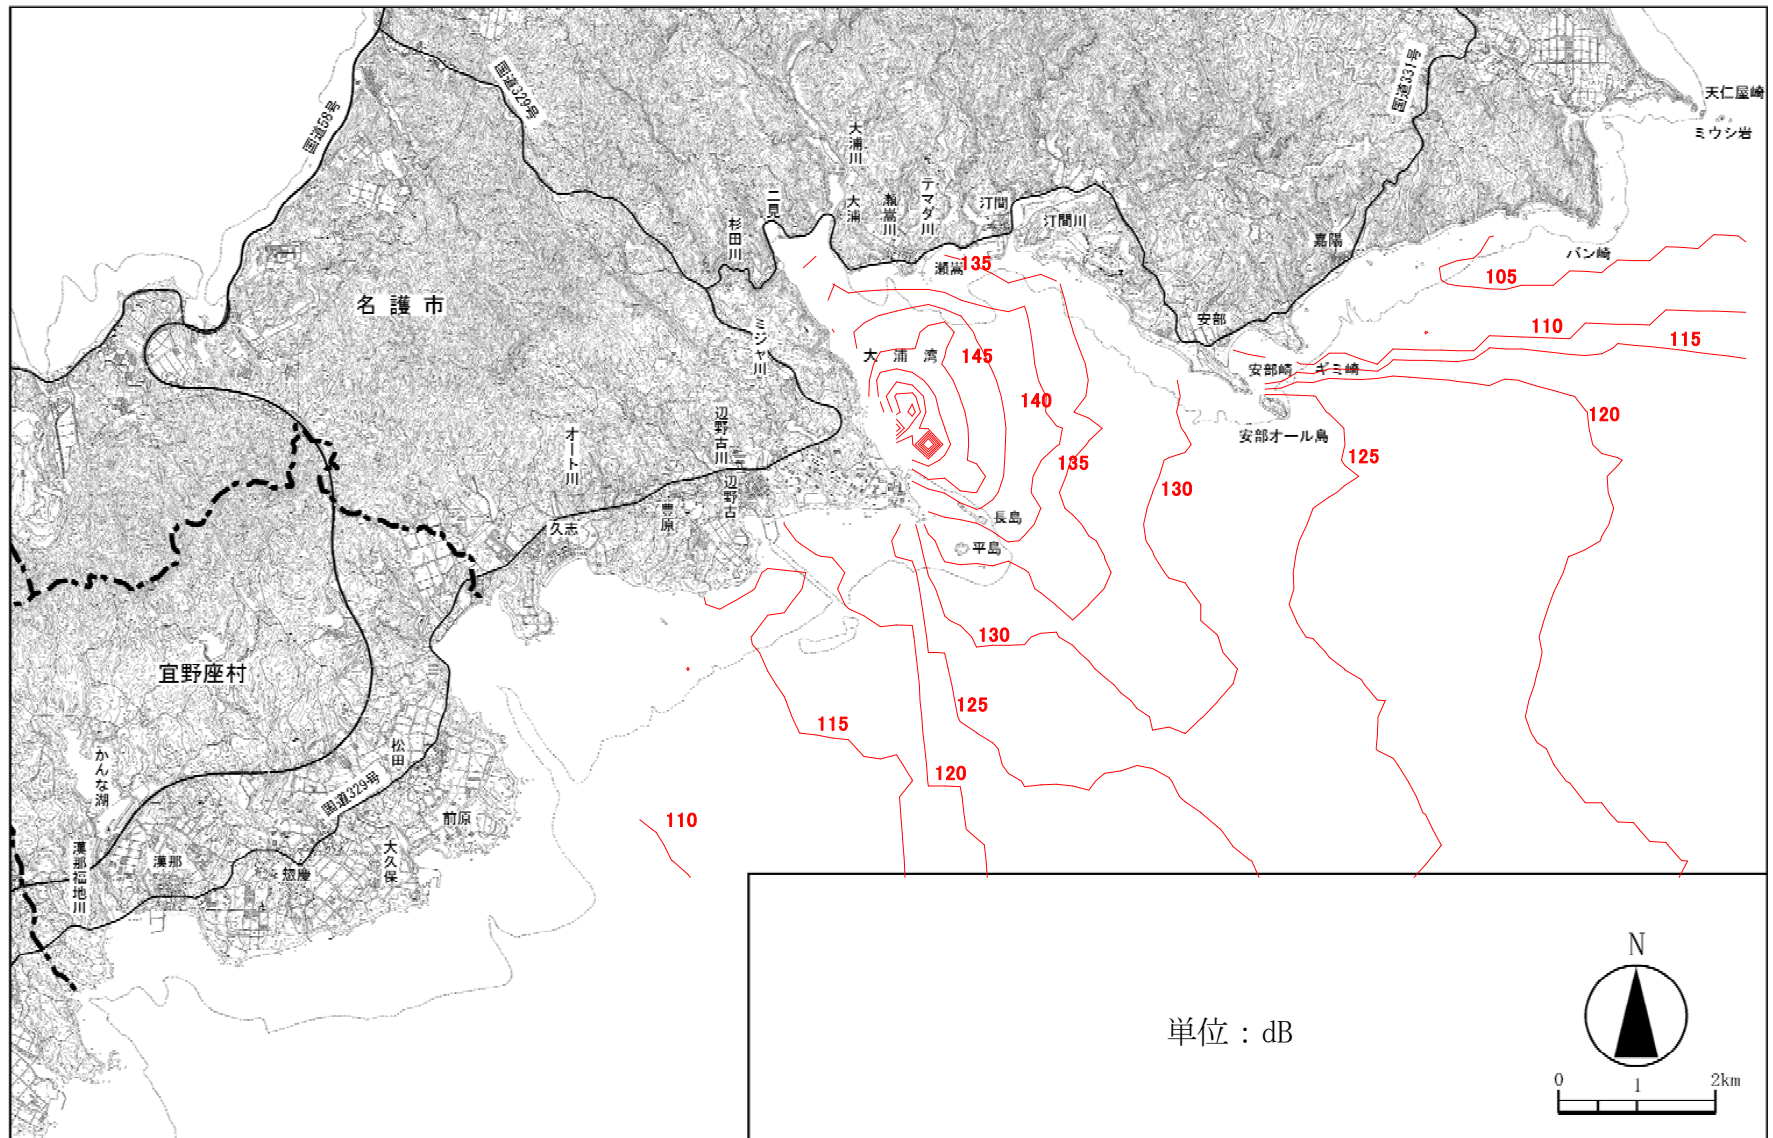 国道58号
国道329号
国道331号
天仁屋崎
ミウシ岩
バン崎
嘉陽
安部
安部崎
ギミ崎
安部オール島
汀間
汀間川
テマダ川
瀬嵩川
瀬嵩
大浦川
大浦
二見
杉田川
名護市
ミジャ川
大浦湾
辺野古川
辺野古
オート川
豊原
久志
長島
平島
宜野座村
かんな湖
松田
国道329号
前原
大久保
惣慶
漢那
漢那福地川
135
145
140
135
130
125
120
105
110
115
130
125
120
115
110
単位：dB
N
0 1 2km